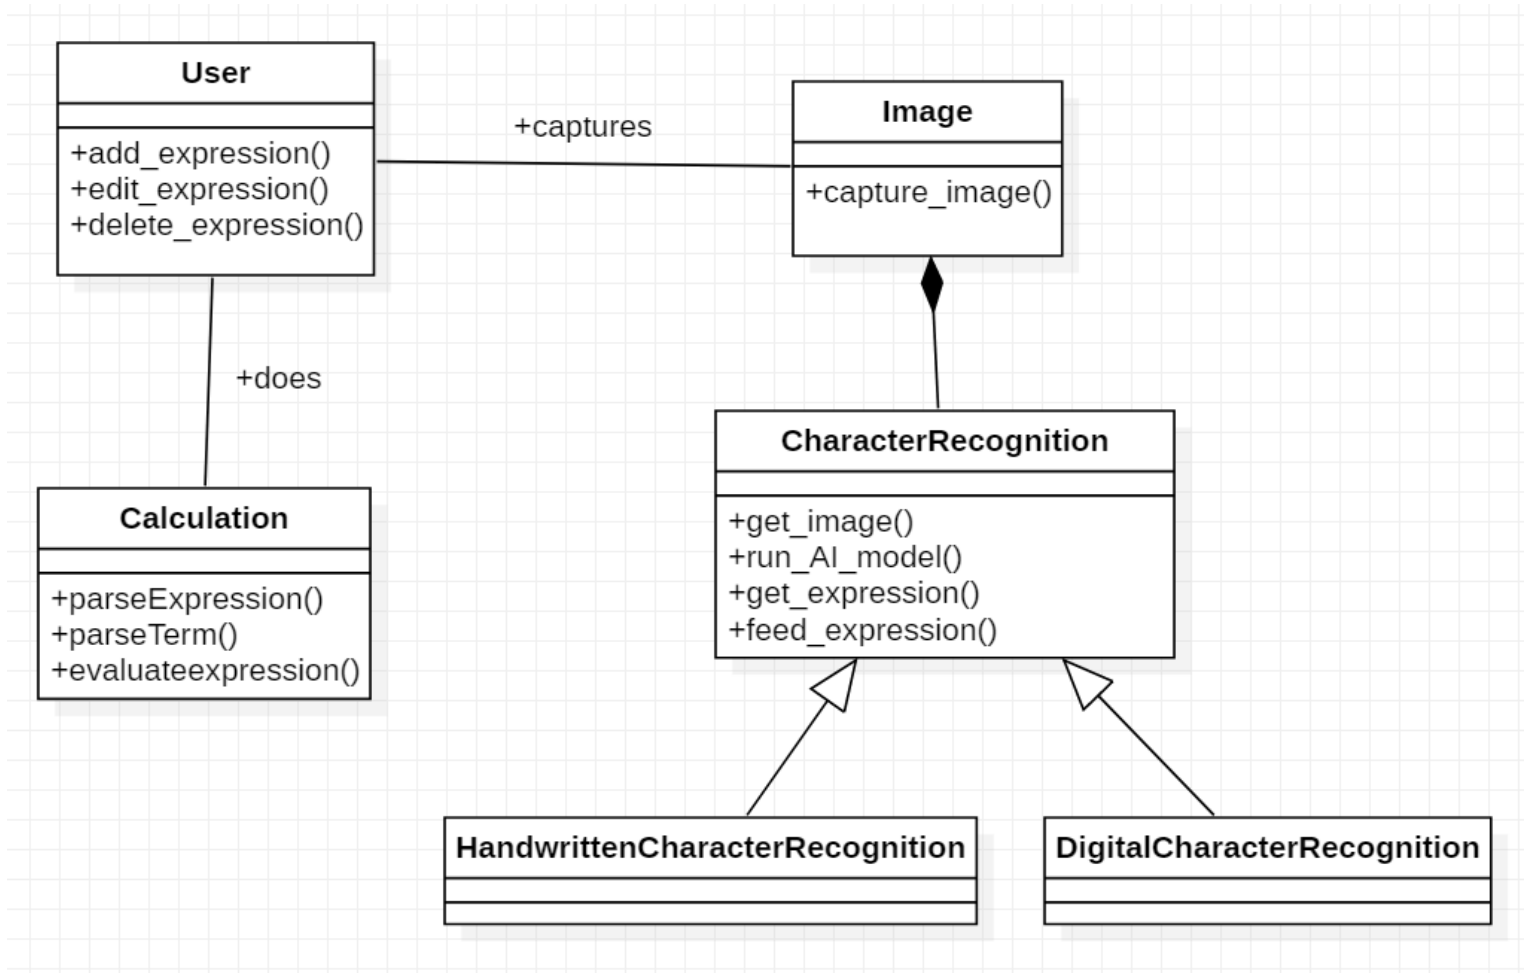 User
+add_expression()
+edit_expression()
+delete_expression()
+captures
Image
+capture_image()
+does
Calculation
+parseExpression()
+parseTerm()
+evaluateexpression()
CharacterRecognition
+get_image()
+run_AI_model()
+get_expression()
+feed_expression()
HandwrittenCharacterRecognition
DigitalCharacterRecognition